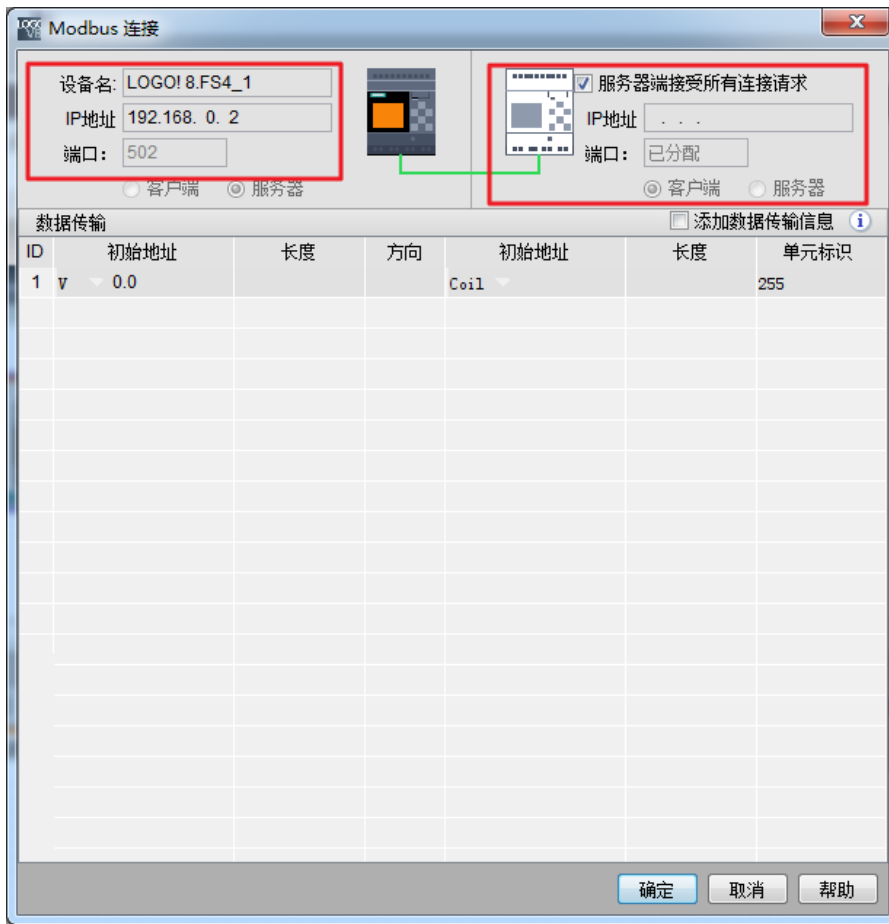 Modbus 连接
设备名: LOGO! 8.FS4_1
IP地址 192.168. 0. 2
端口: 502
客户端 服务器
服务器端接受所有连接请求
IP地址 . . .
端口: 已分配
客户端 服务器
数据传输 添加数据传输信息
ID 初始地址 长度 方向 初始地址 长度 单元标识
1 V 0.0 Coil 255
确定 取消 帮助